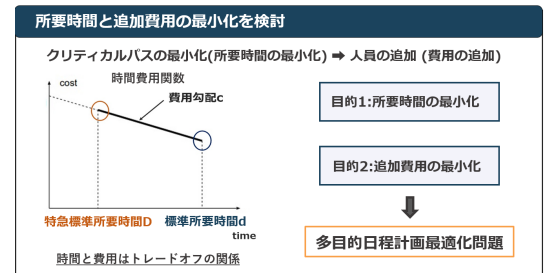 所要時間と追加費用の最小化を検討
クリティカルパスの最小化(所要時間の最小化) ➡ 人員の追加 (費用の追加)
cost
時間費用関数
費用勾配c
特急標準所要時間D
標準所要時間d
time
時間と費用はトレードオフの関係
目的1:所要時間の最小化
目的2:追加費用の最小化
多目的日程計画最適化問題